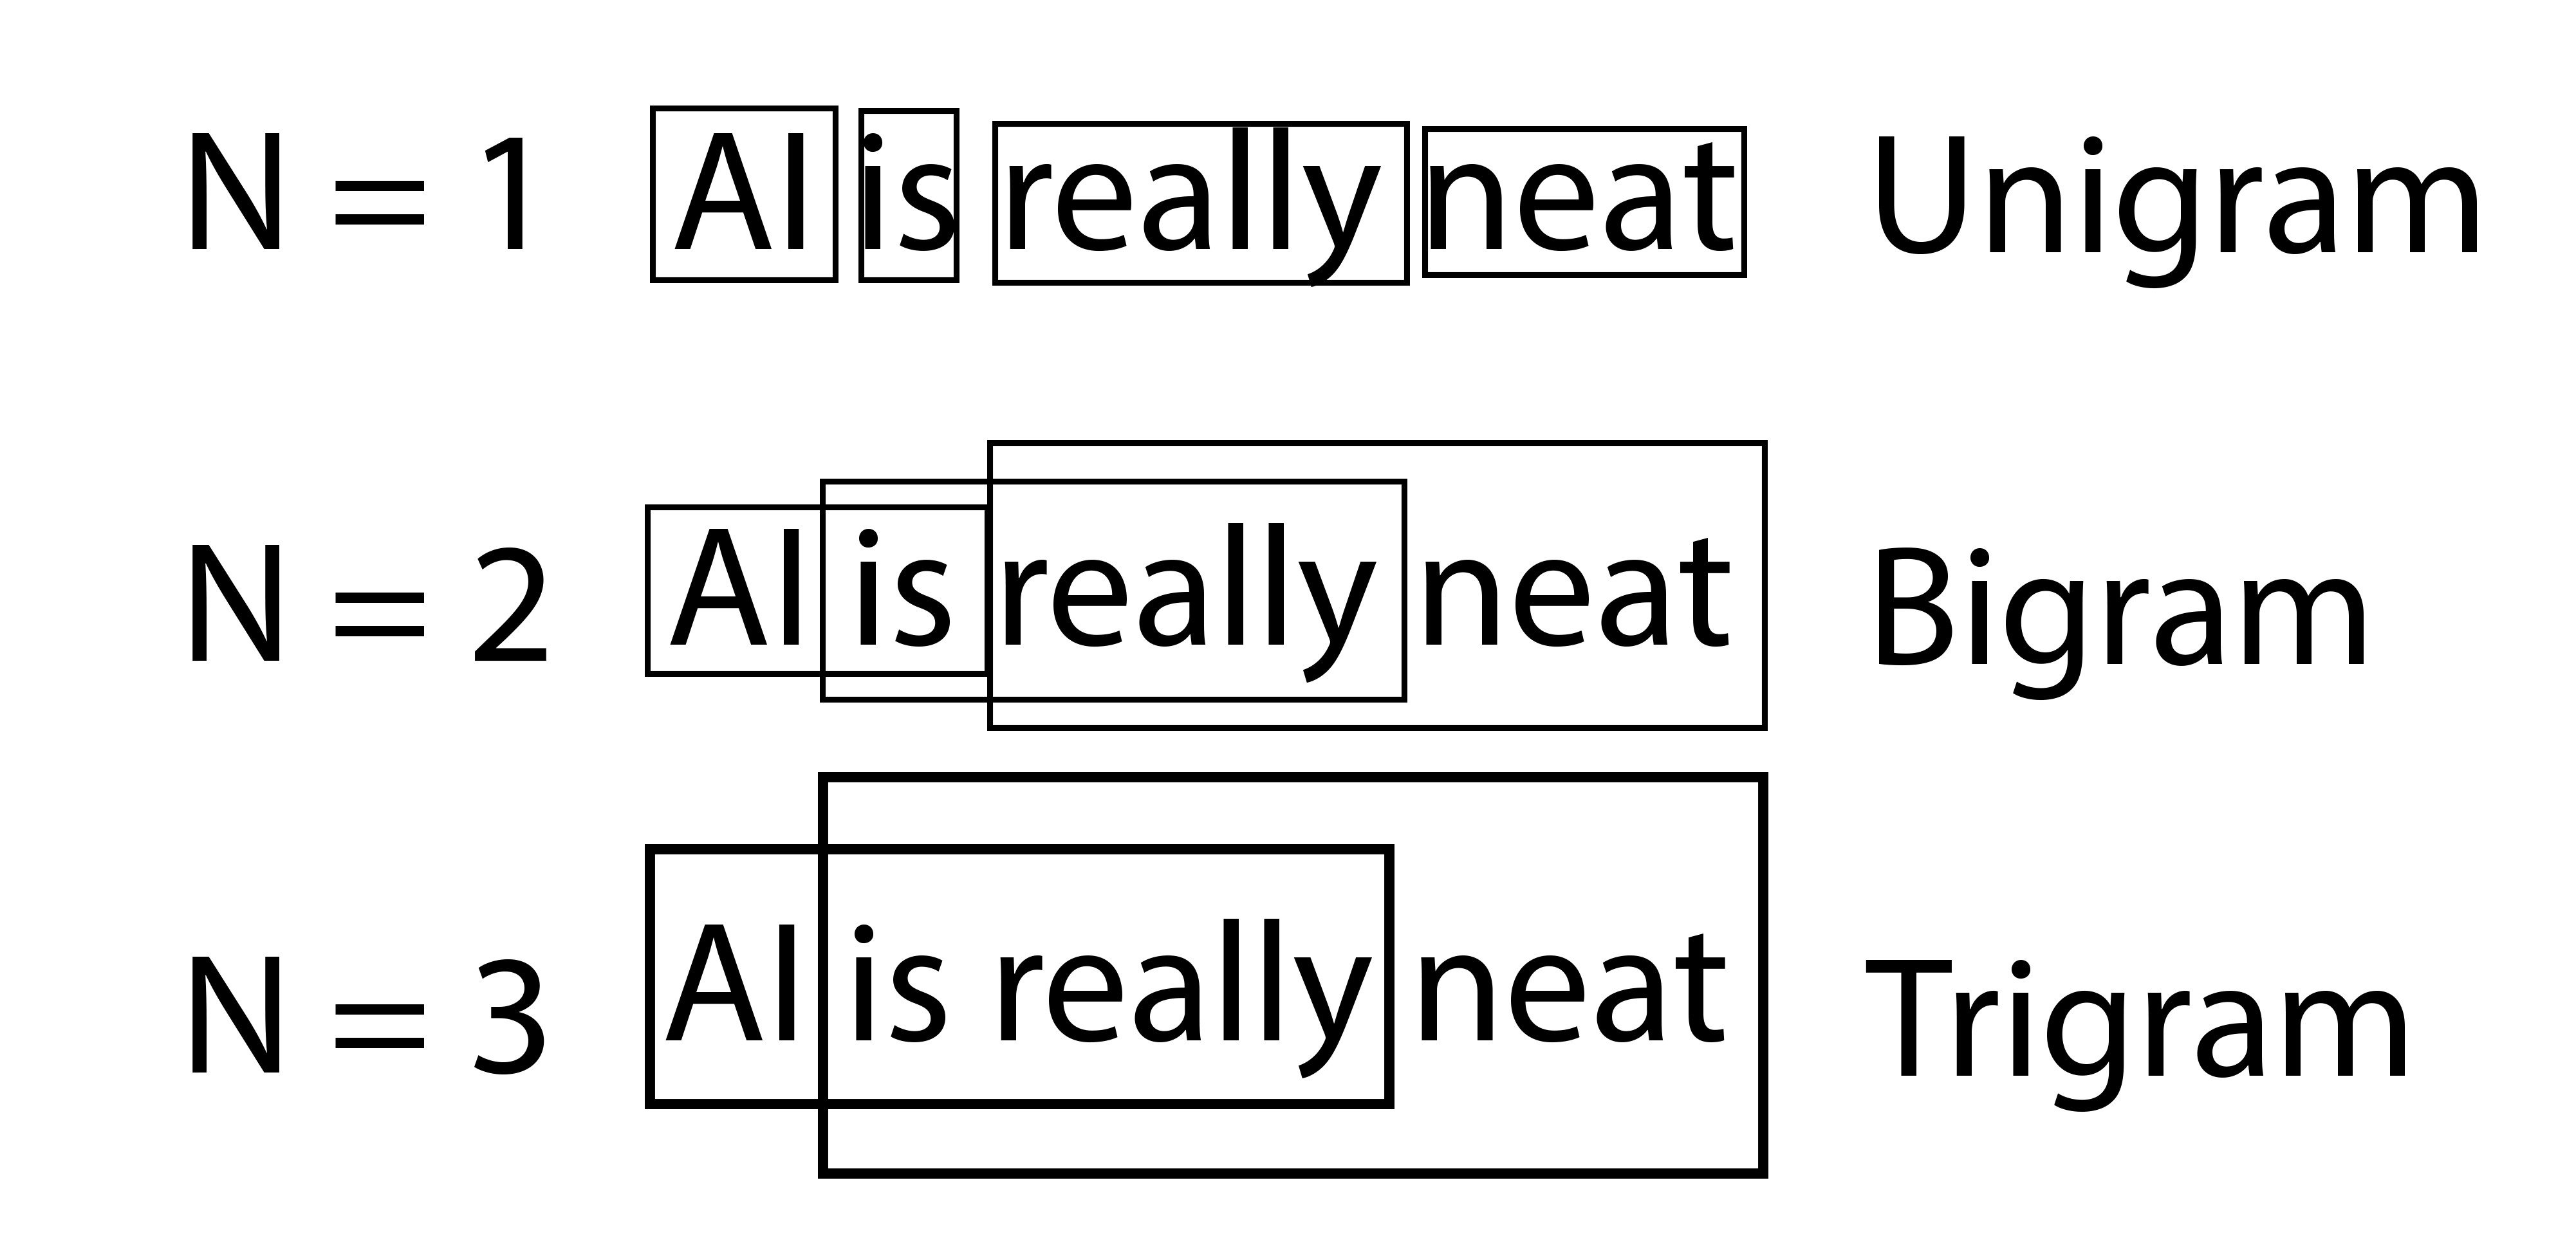 N = 1 AI is really neat Unigram
N = 2 AI is really neat Bigram
N = 3 AI is really neat Trigram